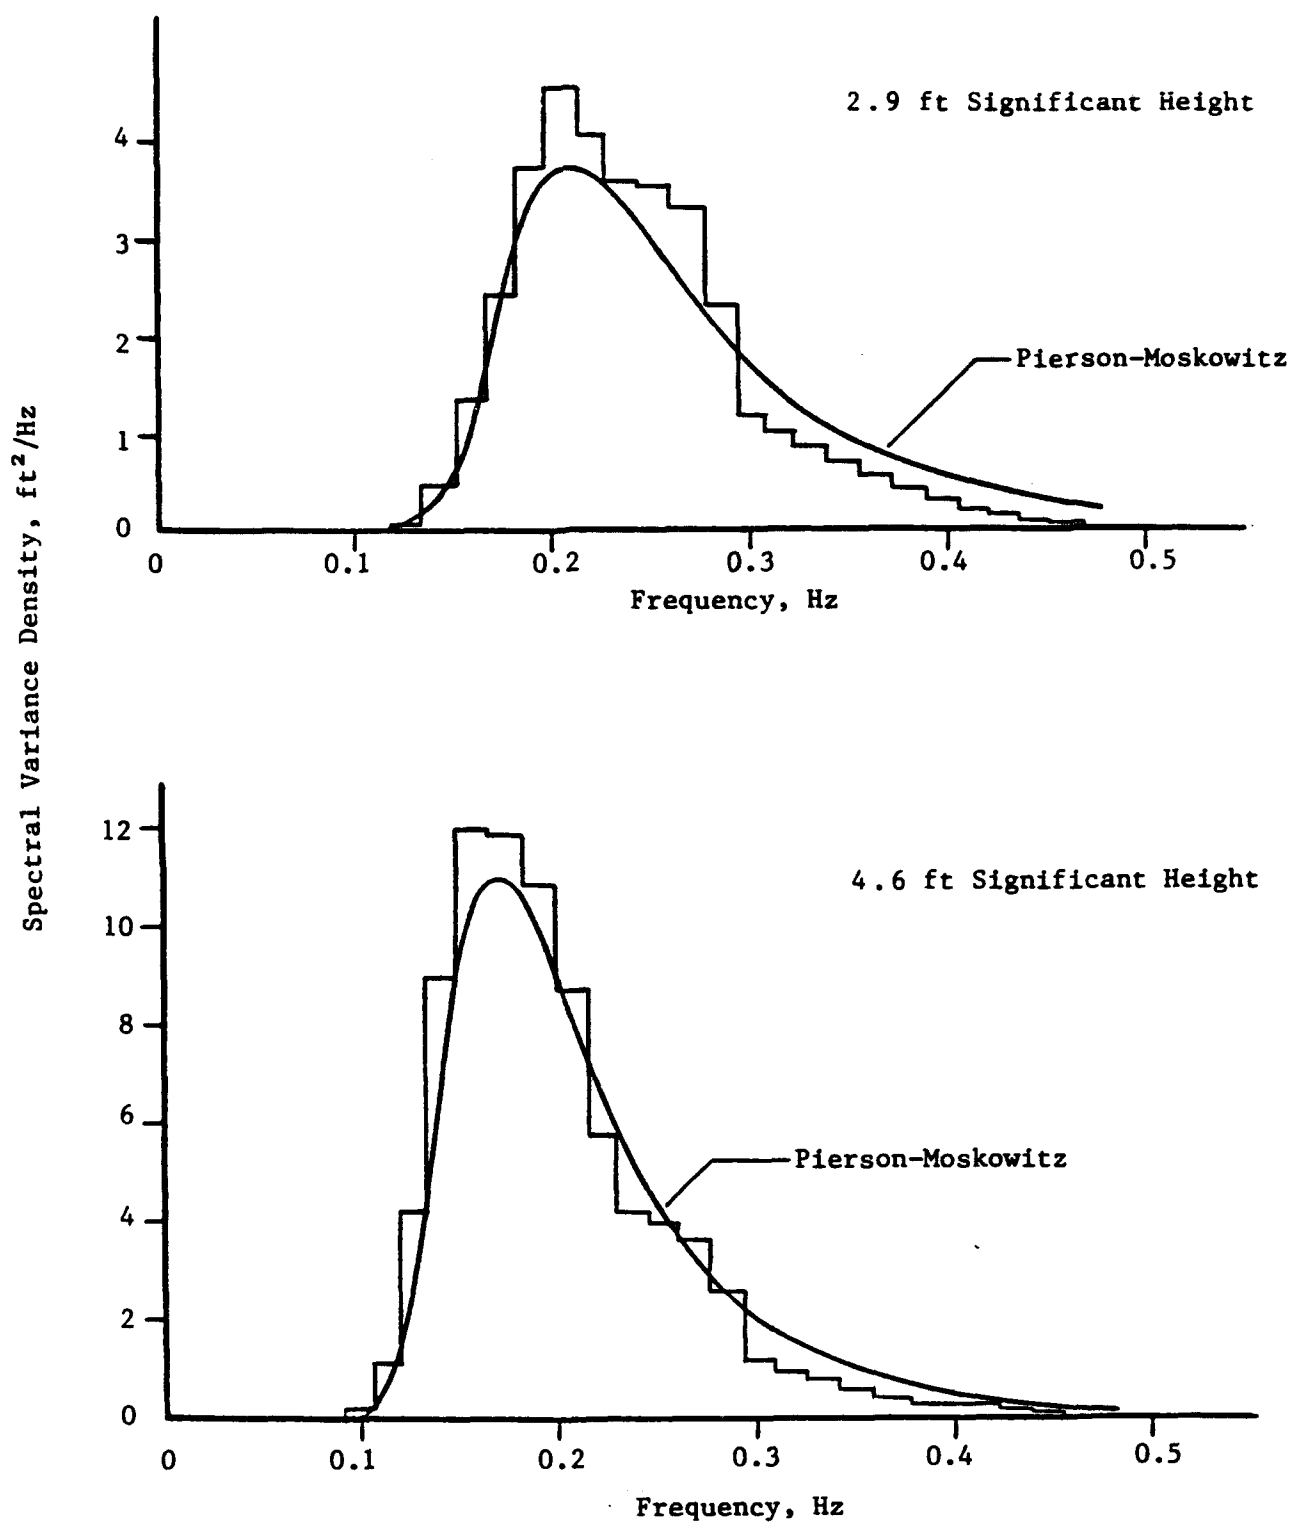 2.9 ft Significant Height
4
3
2
1
0
Pierson-Moskowitz
0 0.1 0.2 0.3 0.4 0.5
Frequency, Hz
Spectral Variance Density, ft²/Hz
4.6 ft Significant Height
12
10
8
6
4
2
0
Pierson-Moskowitz
0 0.1 0.2 0.3 0.4 0.5
Frequency, Hz